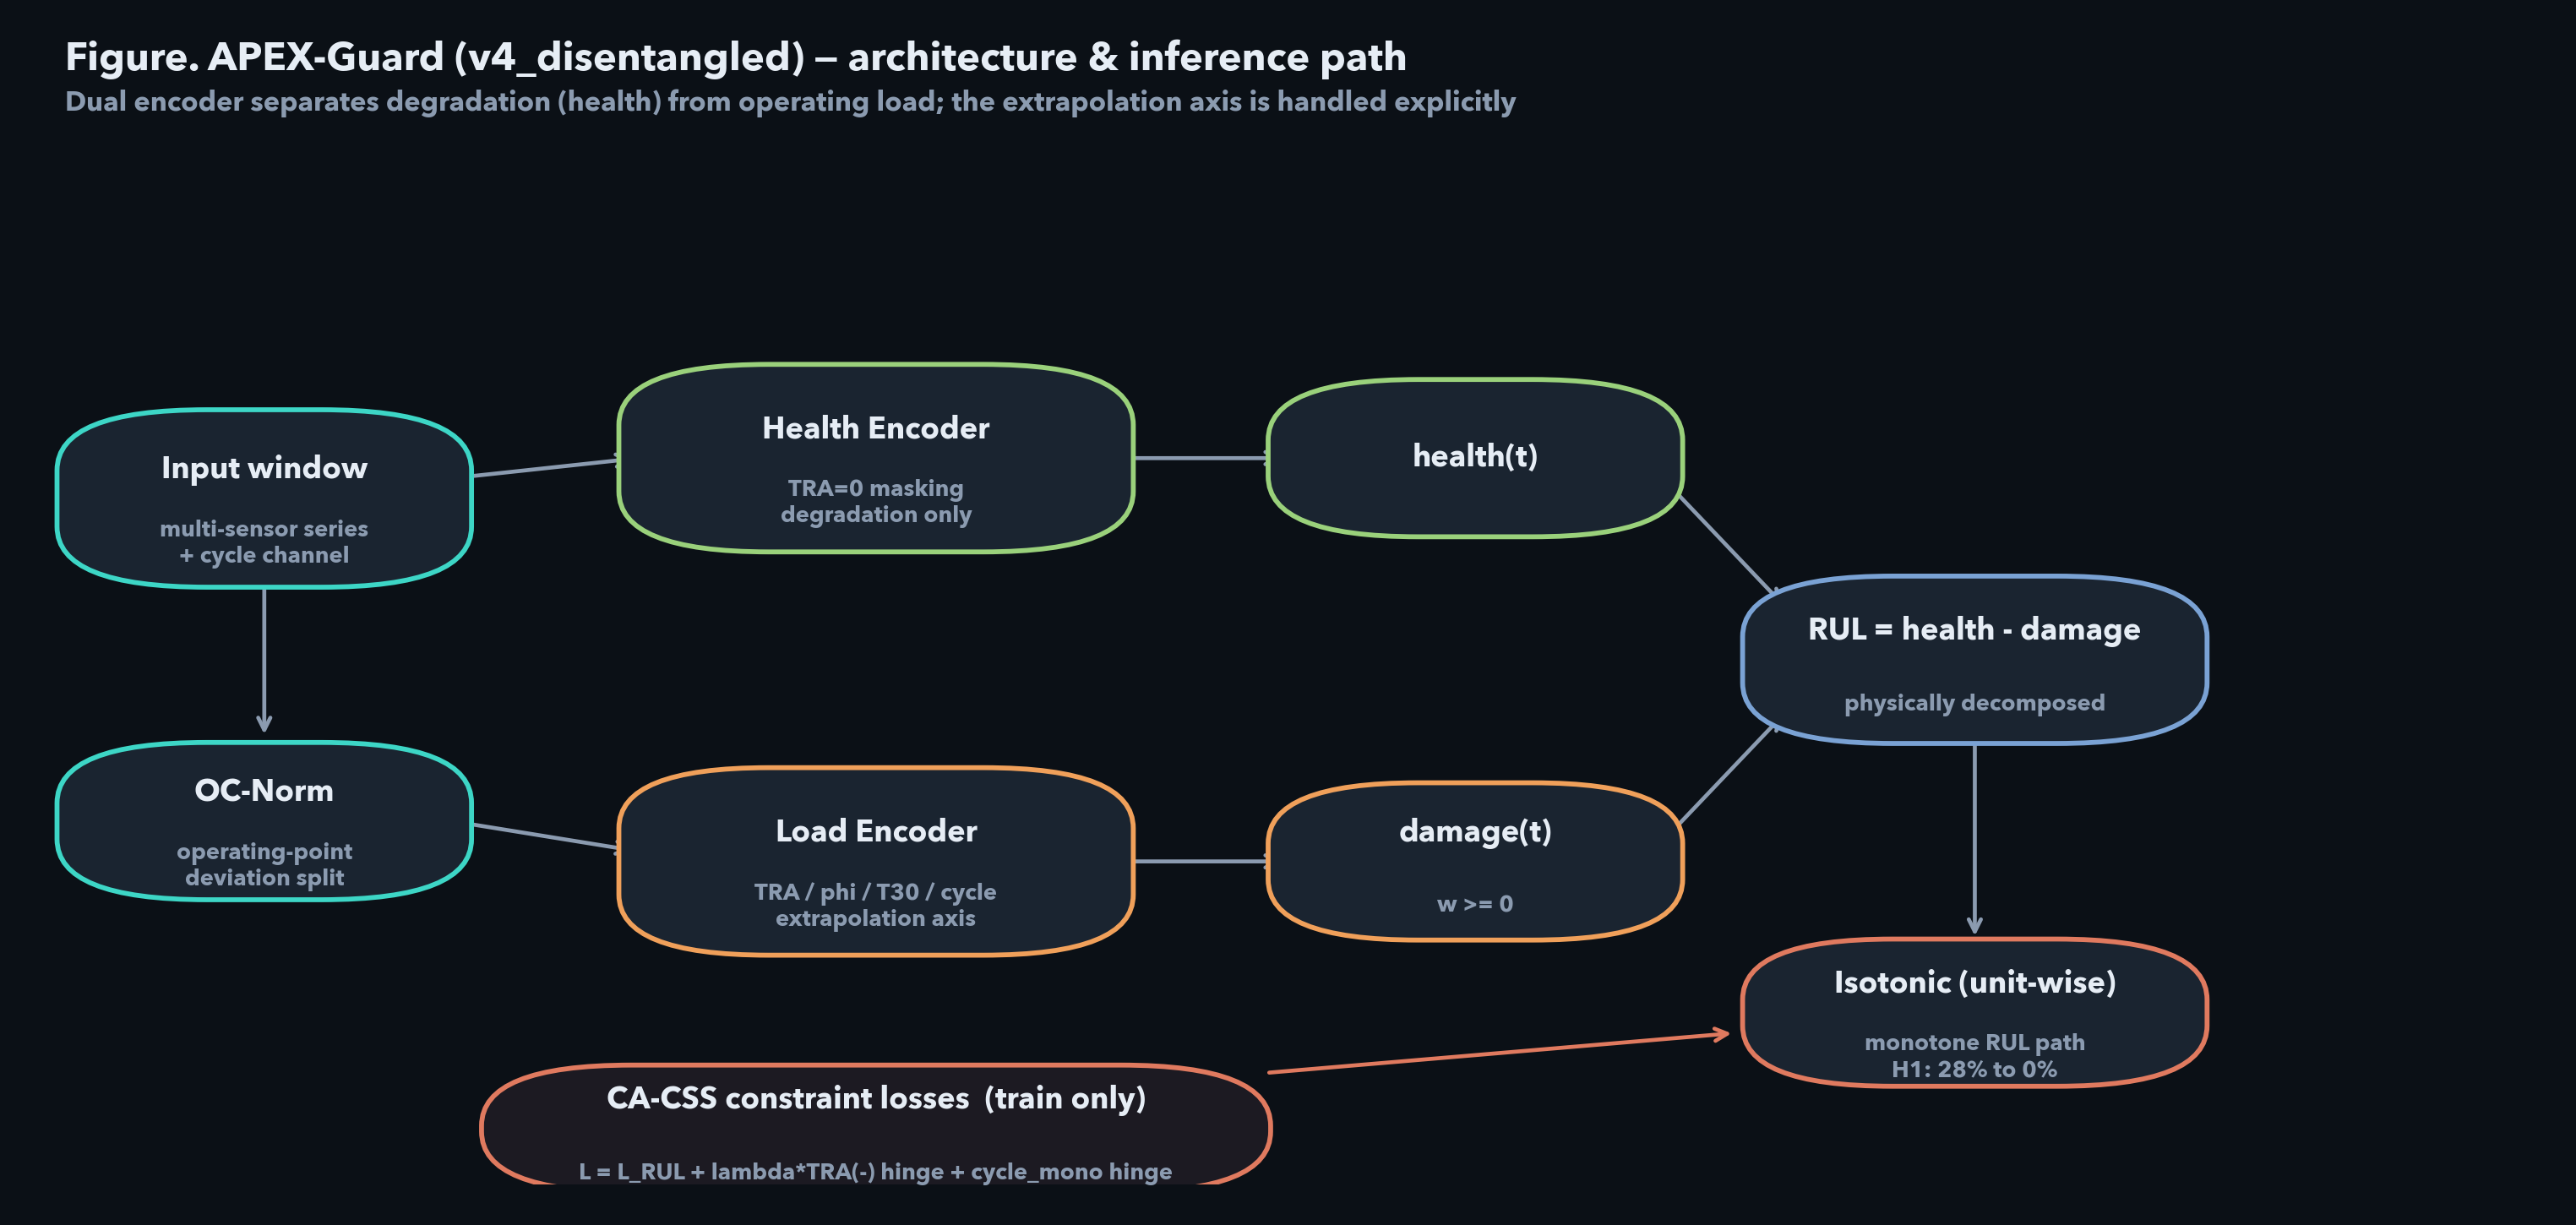 Figure. APEX-Guard (v4_disentangled) – architecture & inference path
Dual encoder separates degradation (health) from operating load; the extrapolation axis is handled explicitly
Input window
multi-sensor series
+ cycle channel
Health Encoder
TRA=0 masking
degradation only
health(t)
RUL = health - damage
physically decomposed
OC-Norm
operating-point
deviation split
Load Encoder
TRA / phi / T30 / cycle
extrapolation axis
damage(t)
w >= 0
Isotonic (unit-wise)
monotone RUL path
H1: 28% to 0%
CA-CSS constraint losses  (train only)
L = L_RUL + lambda*TRA(-) hinge + cycle_mono hinge